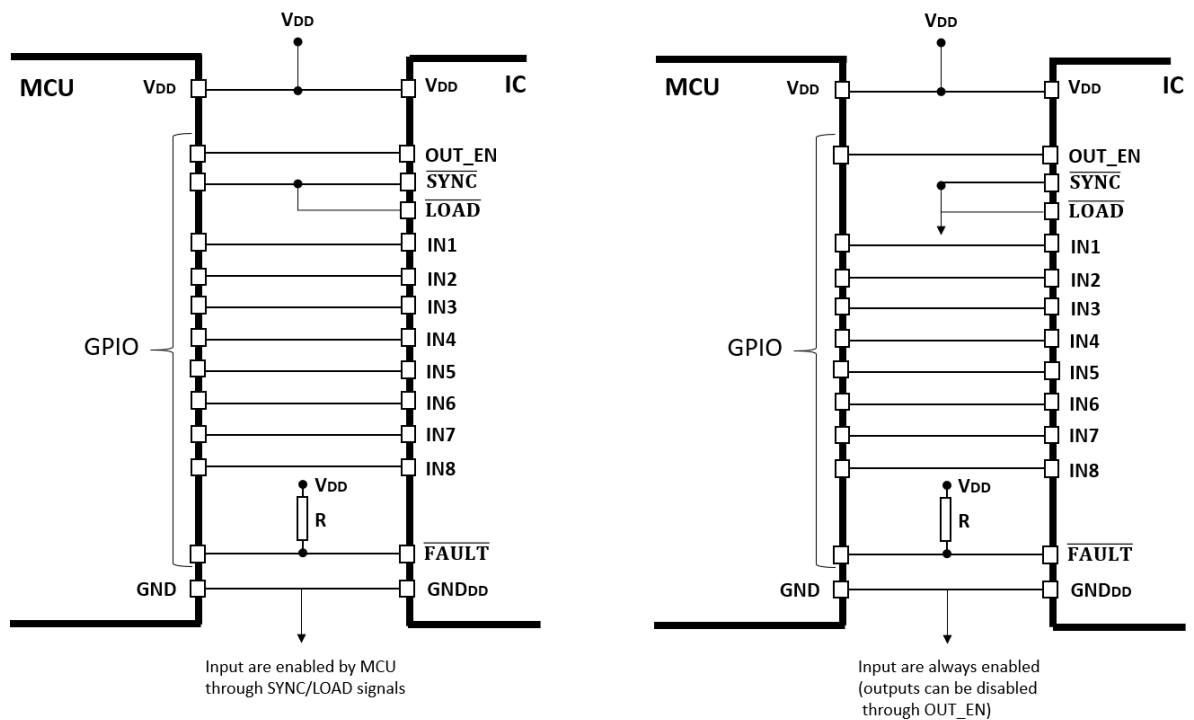 VDD
MCU
VDD
VDD
IC
OUT_EN
SYNC
LOAD
IN1
IN2
IN3
IN4
IN5
IN6
IN7
IN8
GPIO
VDD
R
FAULT
GND
GNDDD
Input are enabled by MCU
through SYNC/LOAD signals
VDD
MCU
VDD
VDD
IC
OUT_EN
SYNC
LOAD
IN1
IN2
IN3
IN4
IN5
IN6
IN7
IN8
GPIO
VDD
R
FAULT
GND
GNDDD
Input are always enabled
(outputs can be disabled
through OUT_EN)